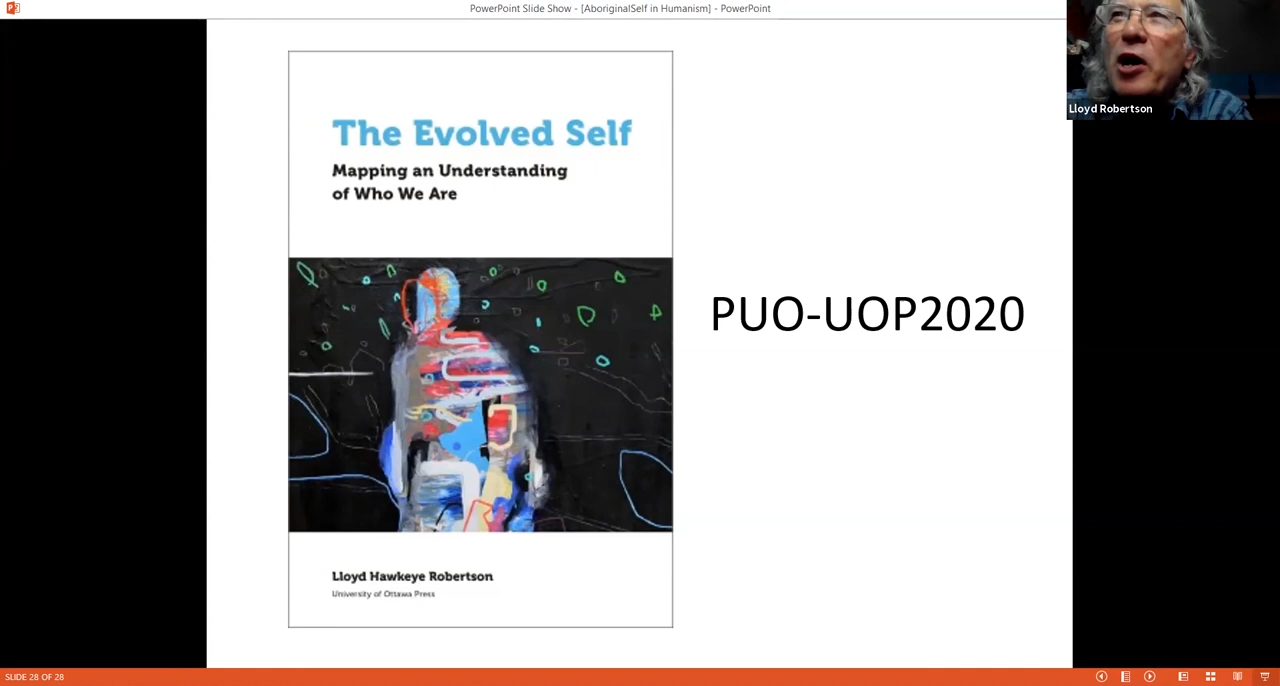 PowerPoint Slide Show - [AboriginalSelf in Humanism] - PowerPoint
Lloyd Robertson
The Evolved Self
Mapping an Understanding
of Who We Are
PUO-UOP2020
Lloyd Hawkeye Robertson
University of Ottawa Press
SLIDE 28 OF 28